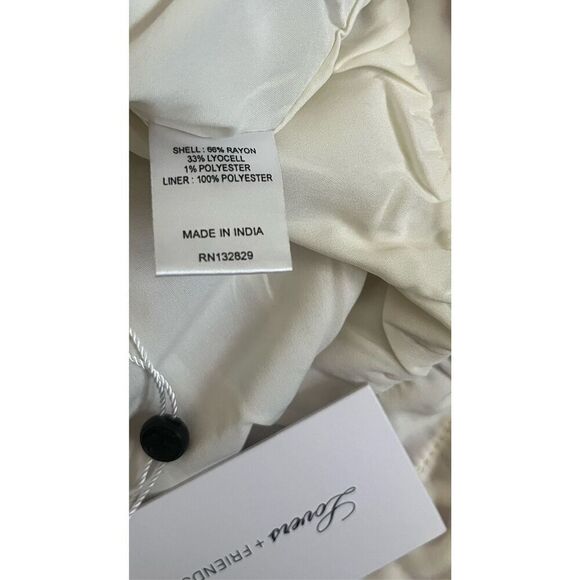 SHELL : 66% RAYON
33% LYOCELL
1% POLYESTER
LINER : 100% POLYESTER
MADE IN INDIA
RN132829
Lovers + FRIENDS